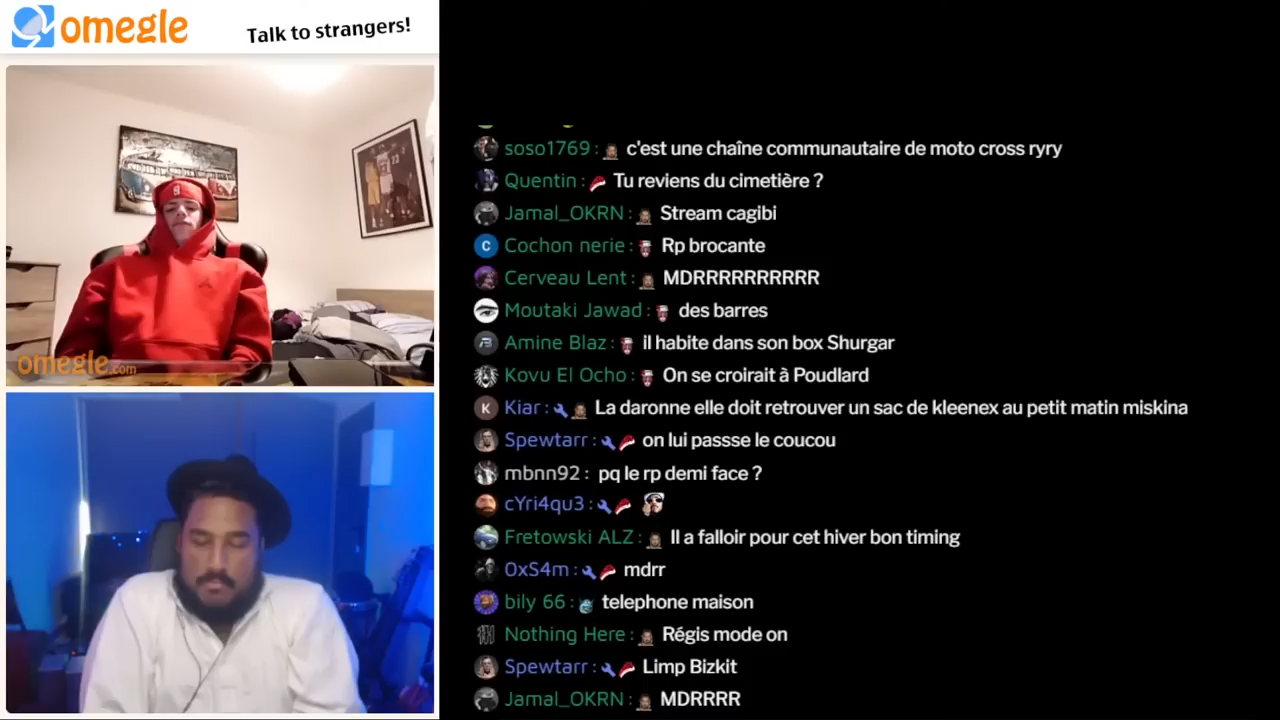 omegle
Talk to strangers!
omegle.com
soso1769 : c'est une chaîne communautaire de moto cross ryry
Quentin : Tu reviens du cimetière ?
Jamal_OKRN : Stream cagibi
C Cochon nerie : Rp brocante
Cerveau Lent : MDRRRRRRRRRR
Moutaki Jawad : des barres
Amine Blaz : il habite dans son box Shurgar
Kovu El Ocho : On se croirait à Poudlard
K Kiar : La daronne elle doit retrouver un sac de kleenex au petit matin miskina
Spewtarr : on lui passse le coucou
mbnn92 : pq le rp demi face ?
cYri4qu3 :
Fretowski ALZ : Il a falloir pour cet hiver bon timing
0xS4m : mdrr
bily 66 : telephone maison
Nothing Here : Régis mode on
Spewtarr : Limp Bizkit
Jamal_OKRN : MDRRRR